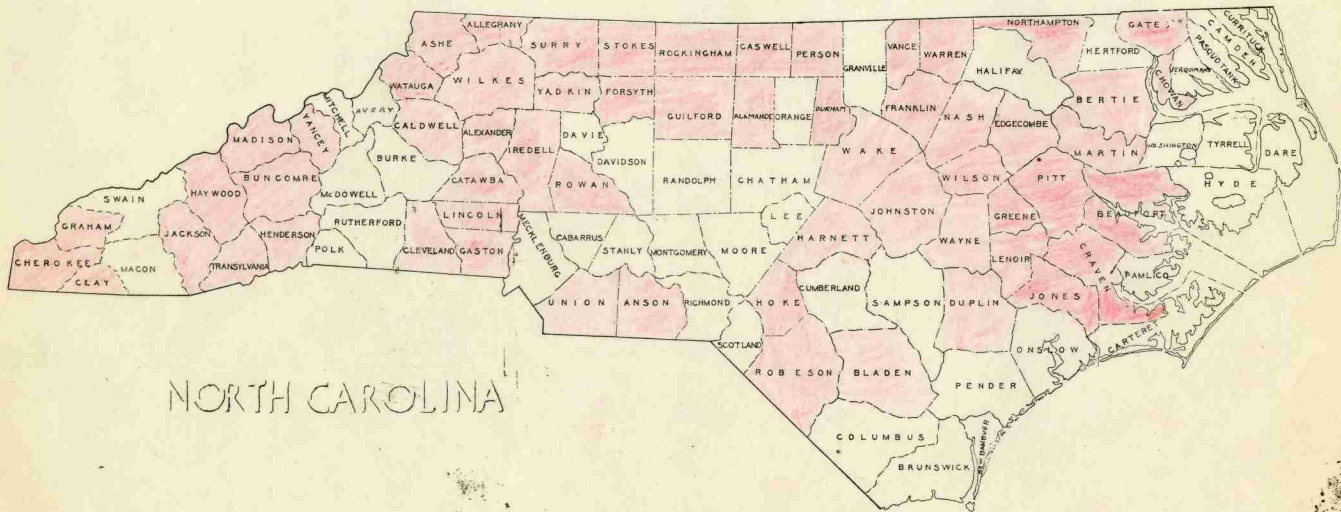 ALLEGHANY
ASHE
SURRY
STOKES
ROCKINGHAM
CASWELL
PERSON
GRANVILLE
VANCE
WARREN
NORTHAMPTON
HALIFAX
HERTFORD
GATES
CURRITUCK
CAMDEN
PASQUOTANK
PERQUIMANS
CHOWAN
WATAUGA
WILKES
YADKIN
FORSYTH
GUILFORD
ALAMANCE
ORANGE
DURHAM
FRANKLIN
NASH
EDGECOMBE
BERTIE
MARTIN
WASHINGTON
TYRRELL
DARE
MITCHELL
AVERY
YANCEY
MADISON
CALDWELL
ALEXANDER
IREDELL
DAVIE
DAVIDSON
RANDOLPH
CHATHAM
WAKE
WILSON
PITT
BEAUFORT
HYDE
BUNCOMBE
HAYWOOD
MCDOWELL
BURKE
CATAWBA
ROWAN
SWAIN
GRAHAM
JACKSON
HENDERSON
RUTHERFORD
LINCOLN
LEE
JOHNSTON
GREENE
WAYNE
LENOIR
CRAVEN
PAMLICO
CHEROKEE
CLAY
MACON
TRANSYLVANIA
POLK
CLEVELAND
GASTON
MECKLENBURG
CABARRUS
STANLY
MONTGOMERY
MOORE
HARNETT
UNION
ANSON
RICHMOND
HOKE
CUMBERLAND
SAMPSON
DUPLIN
JONES
CARTERET
SCOTLAND
ROBESON
BLADEN
ONSLOW
PENDER
COLUMBUS
BRUNSWICK
NEW HANOVER
NORTH CAROLINA